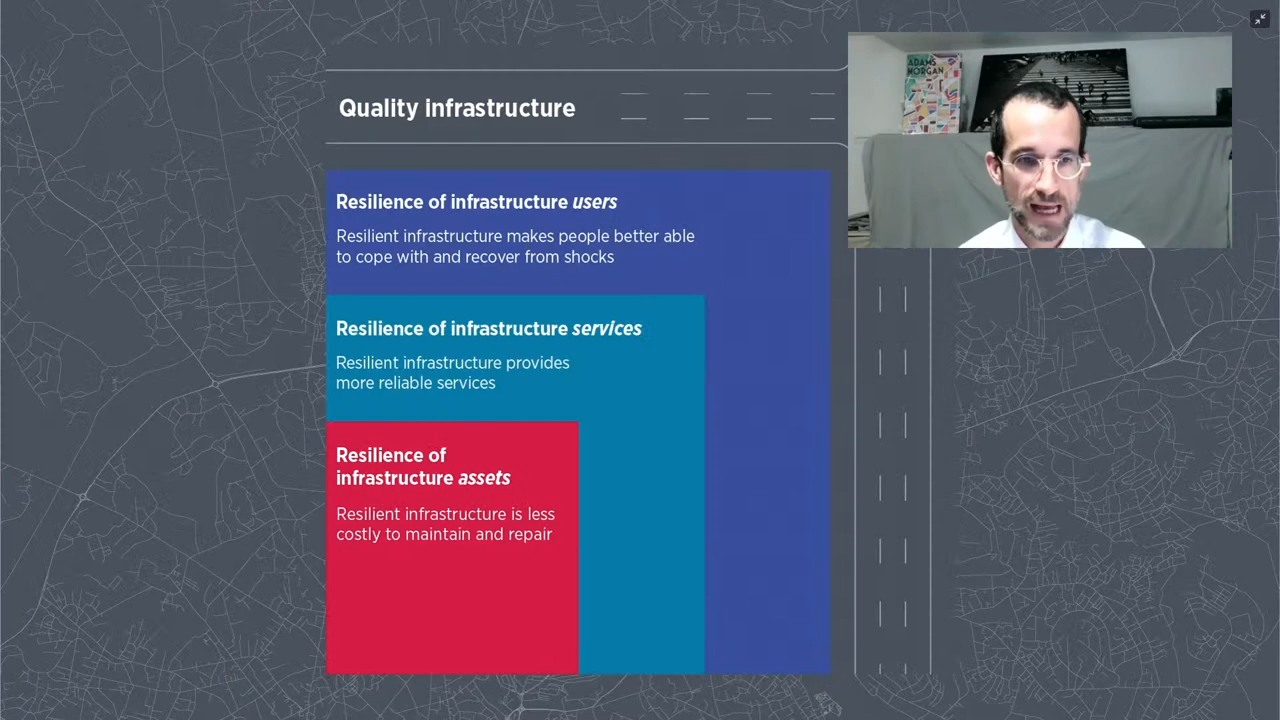 Quality infrastructure
ADAMS
MORGAN
Resilience of infrastructure users
Resilient infrastructure makes people better able
to cope with and recover from shocks
Resilience of infrastructure services
Resilient infrastructure provides
more reliable services
Resilience of
infrastructure assets
Resilient infrastructure is less
costly to maintain and repair